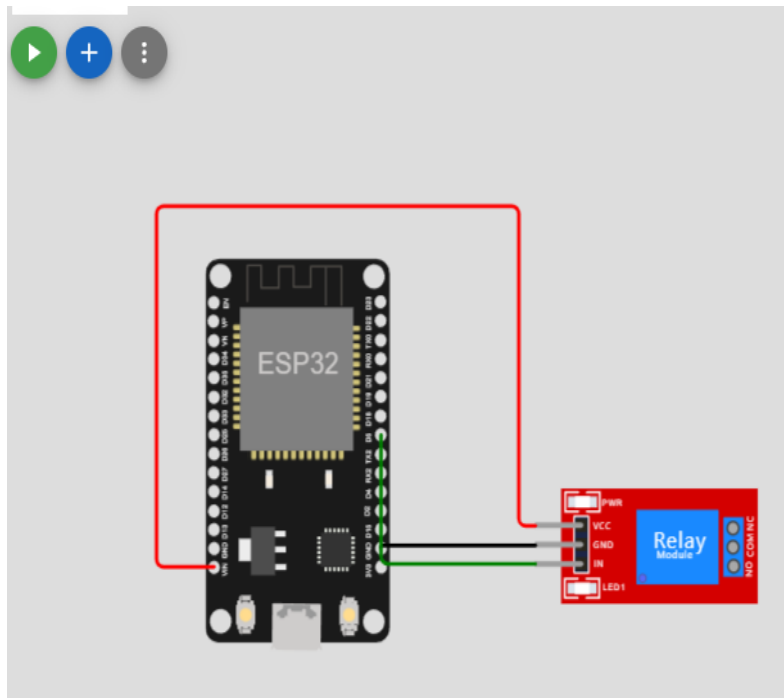 EN
VP
VN
D34
D35
D32
D33
D25
D26
D27
D14
D12
D13
GND
VIN
ESP32
D23
D22
TX0
RX0
D21
D19
D18
D5
TX2
RX2
D4
D2
D15
GND
3V3
PWR
VCC
GND
IN
LED1
Relay
Module
NO COM NC